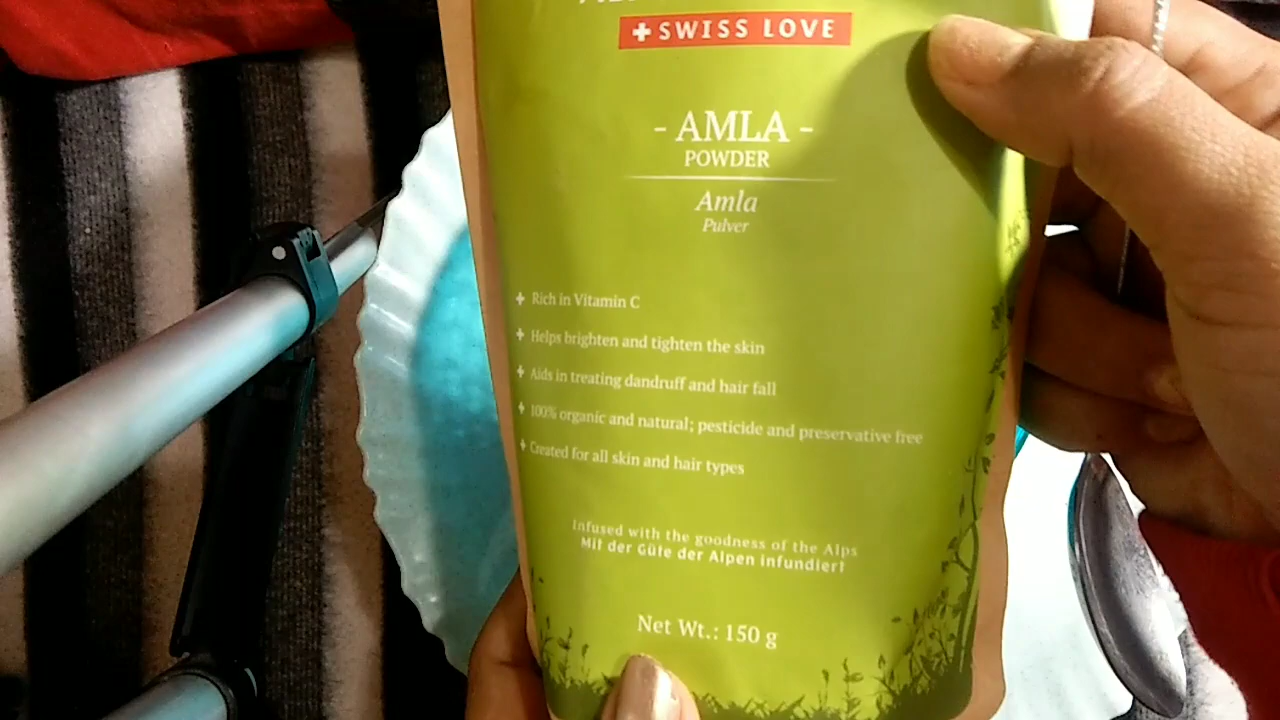 SWISS LOVE
- AMLA -
POWDER
Amla
Pulver
Rich in Vitamin C
Helps brighten and tighten the skin
Aids in treating dandruff and hair fall
100% organic and natural; pesticide and preservative free
Created for all skin and hair types
Infused with the goodness of the Alps
Mit der Güte der Alpen infundiert
Net Wt.: 150 g